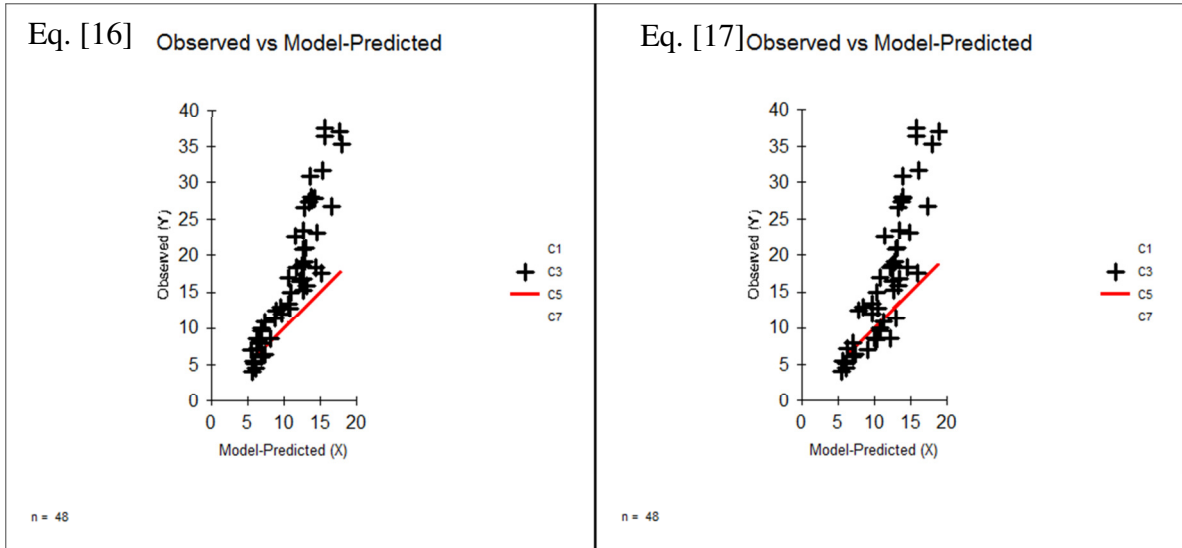 Eq. [16] Observed vs Model-Predicted
40
35
30
25
20
15
10
5
0
Observed (Y)
0 5 10 15 20
Model-Predicted (X)
C1
C3
C5
C7
n = 48
Eq. [17] Observed vs Model-Predicted
40
35
30
25
20
15
10
5
0
Observed (Y)
0 5 10 15 20
Model-Predicted (X)
C1
C3
C5
C7
n = 48